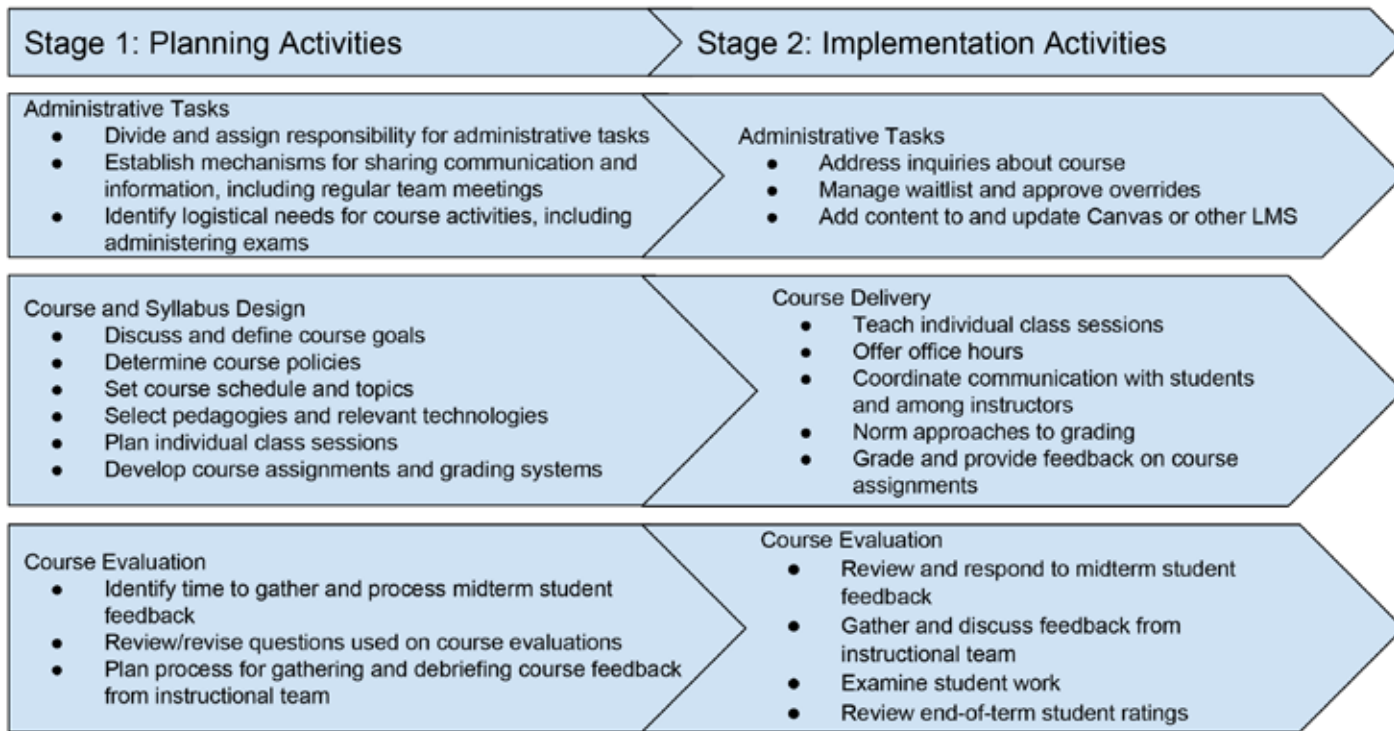 Stage 1: Planning Activities
Stage 2: Implementation Activities
Administrative Tasks
● Divide and assign responsibility for administrative tasks
● Establish mechanisms for sharing communication and
information, including regular team meetings
● Identify logistical needs for course activities, including
administering exams
Administrative Tasks
● Address inquiries about course
● Manage waitlist and approve overrides
● Add content to and update Canvas or other LMS
Course and Syllabus Design
● Discuss and define course goals
● Determine course policies
● Set course schedule and topics
● Select pedagogies and relevant technologies
● Plan individual class sessions
● Develop course assignments and grading systems
Course Delivery
● Teach individual class sessions
● Offer office hours
● Coordinate communication with students
and among instructors
● Norm approaches to grading
● Grade and provide feedback on course
assignments
Course Evaluation
● Identify time to gather and process midterm student
feedback
● Review/revise questions used on course evaluations
● Plan process for gathering and debriefing course feedback
from instructional team
Course Evaluation
● Review and respond to midterm student
feedback
● Gather and discuss feedback from
instructional team
● Examine student work
● Review end-of-term student ratings